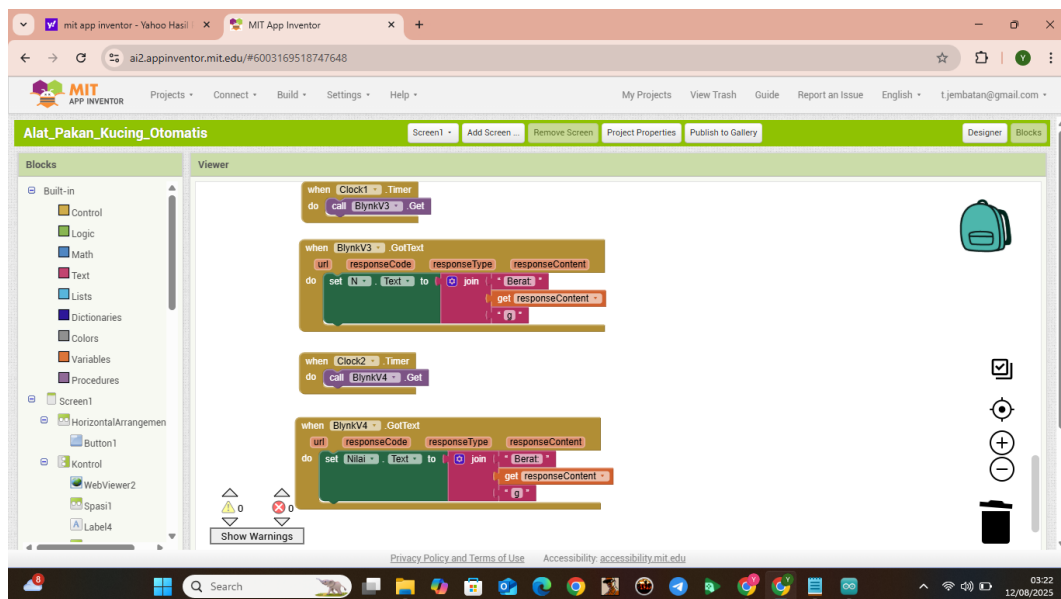 mit app inventor - Yahoo Hasil
MIT App Inventor
ai2.appinventor.mit.edu/#6003169518747648
Y
MIT
APP INVENTOR
Projects
Connect
Build
Settings
Help
My Projects
View Trash
Guide
Report an Issue
English
t.jembatan@gmail.com
Alat_Pakan_Kucing_Otomatis
Screen1
Add Screen ...
Remove Screen
Project Properties
Publish to Gallery
Designer
Blocks
Blocks
Viewer
Built-in
Control
Logic
Math
Text
Lists
Dictionaries
Colors
Variables
Procedures
Screen1
HorizontalArrangemen
Button1
Kontrol
WebViewer2
Spasi1
A Label4
when Clock1 .Timer
do call BlynkV3 .Get
when BlynkV3 .GotText
url responseCode responseType responseContent
do set N . Text to join " Berat: "
get responseContent
" g "
when Clock2 .Timer
do call BlynkV4 .Get
when BlynkV4 .GotText
url responseCode responseType responseContent
do set Nilai . Text to join " Berat: "
get responseContent
" g "
0
0
Show Warnings
Privacy Policy and Terms of Use
Accessibility: accessibility.mit.edu
8
Search
03:22
12/08/2025